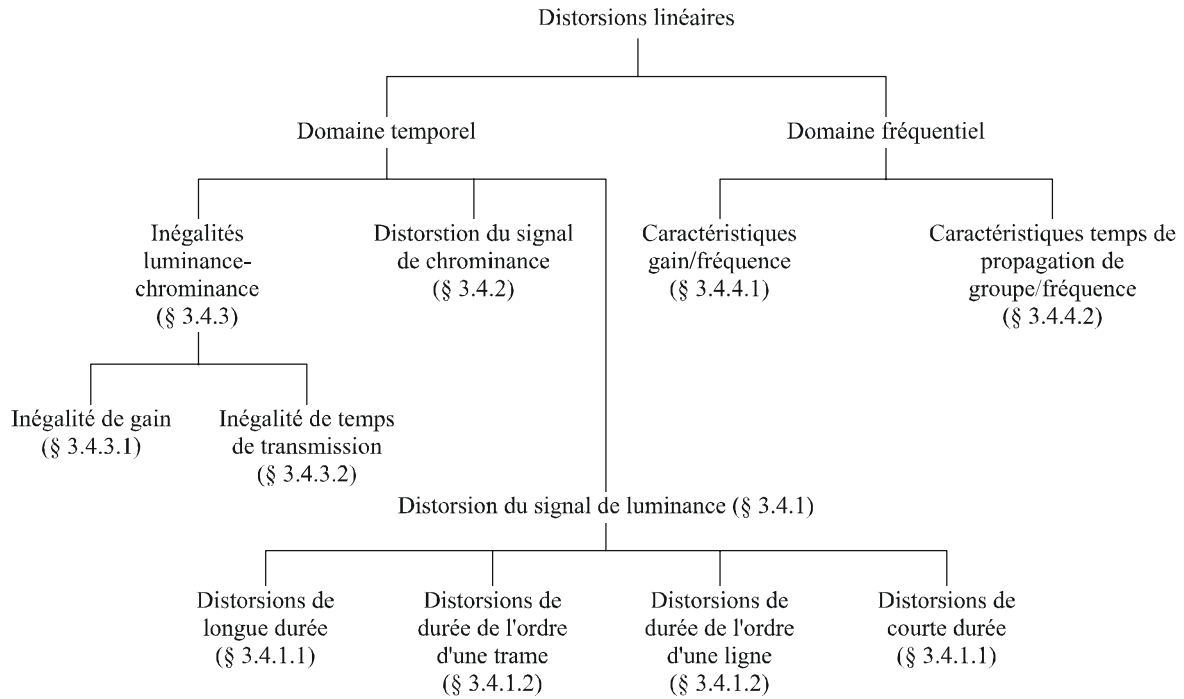 Distorsions linéaires
Domaine temporel
Domaine fréquentiel
Inégalités
luminance-
chrominance
(§ 3.4.3)
Distorstion du signal
de chrominance
(§ 3.4.2)
Caractéristiques
gain/fréquence
(§ 3.4.4.1)
Caractéristiques temps de
propagation de
groupe/fréquence
(§ 3.4.4.2)
Inégalité de gain
(§ 3.4.3.1)
Inégalité de temps
de transmission
(§ 3.4.3.2)
Distorsion du signal de luminance (§ 3.4.1)
Distorsions de
longue durée
(§ 3.4.1.1)
Distorsions de
durée de l'ordre
d'une trame
(§ 3.4.1.2)
Distorsions de
durée de l'ordre
d'une ligne
(§ 3.4.1.2)
Distorsions de
courte durée
(§ 3.4.1.1)